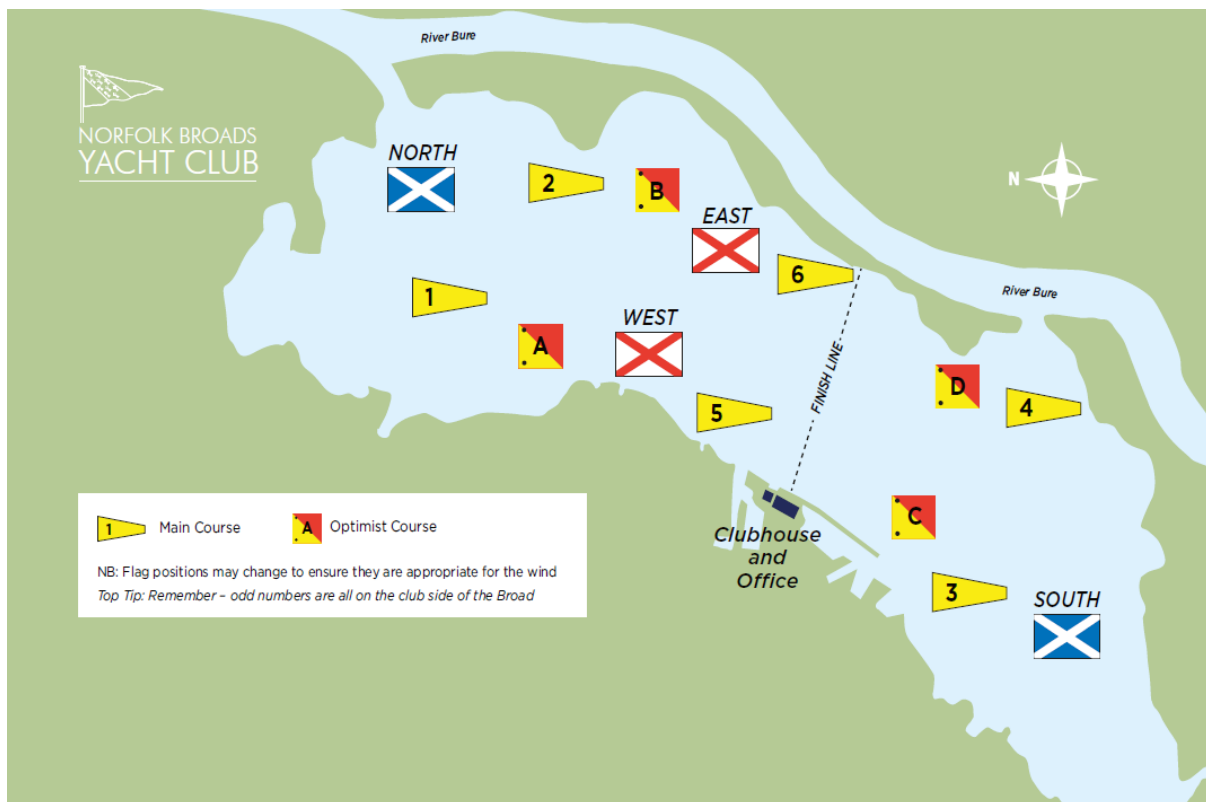 River Bure
NORFOLK BROADS
YACHT CLUB
NORTH
2
B
N
EAST
6
1
River Bure
WEST
A
FINISH LINE
D
4
5
C
Clubhouse
and
Office
3
SOUTH
1 Main Course
A Optimist Course
NB: Flag positions may change to ensure they are appropriate for the wind
Top Tip: Remember – odd numbers are all on the club side of the Broad